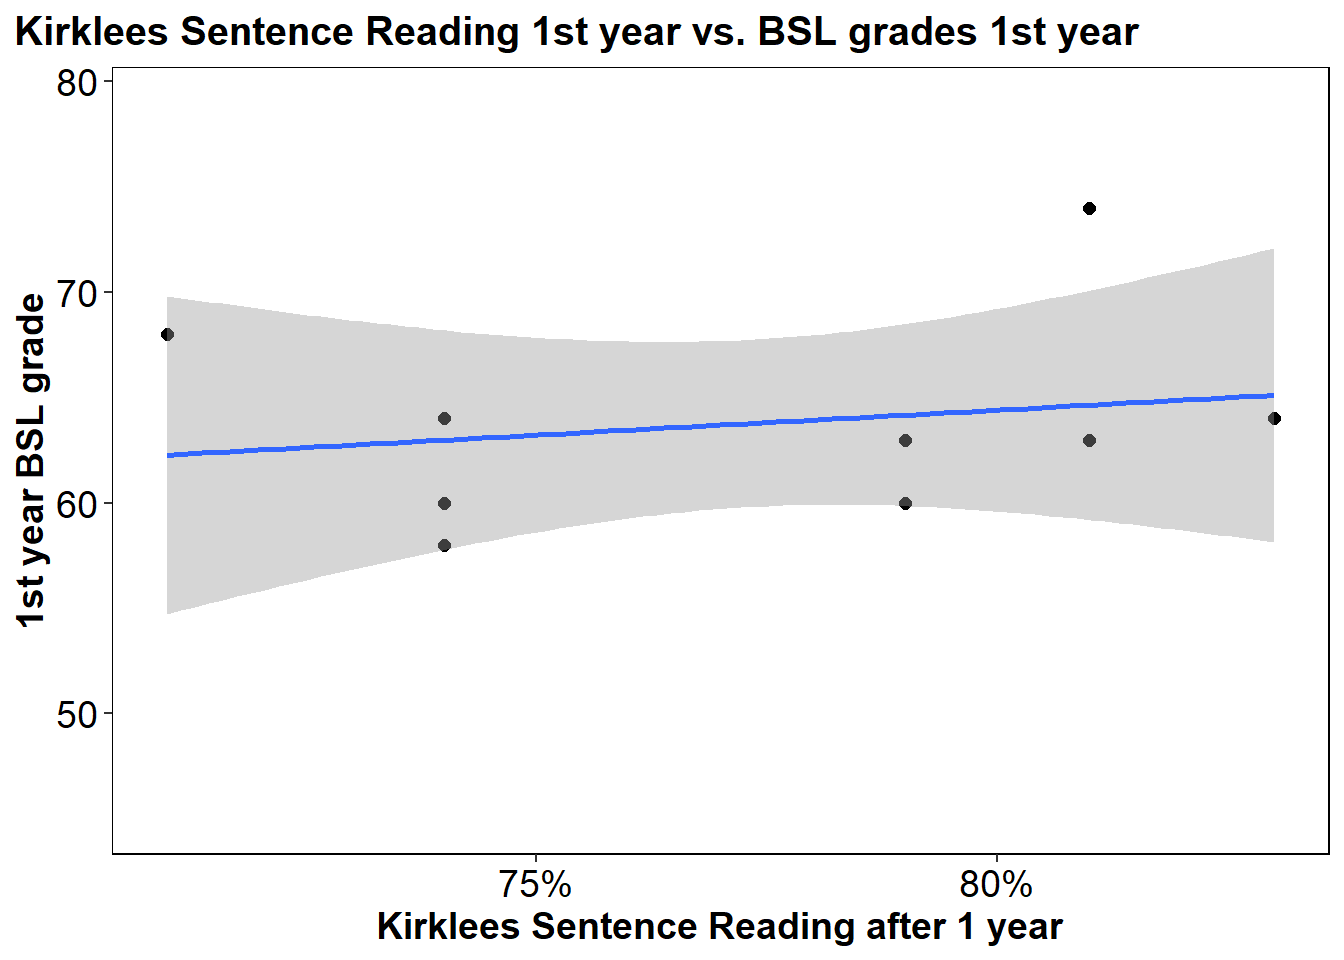 Kirklees Sentence Reading 1st year vs. BSL grades 1st year
80
70
60
50
1st year BSL grade
75%
80%
Kirklees Sentence Reading after 1 year